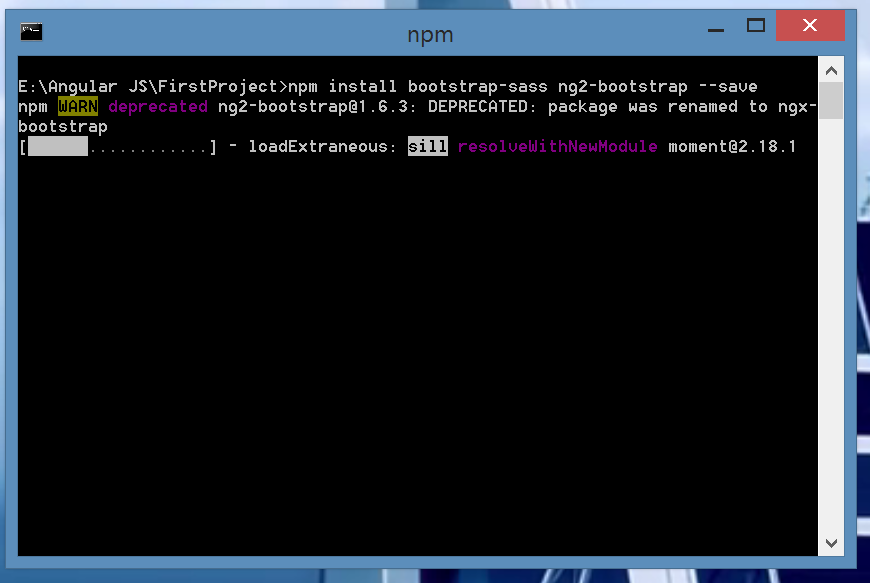 npm
E:\Angular JS\FirstProject>npm install bootstrap-sass ng2-bootstrap --save
npm WARN deprecated ng2-bootstrap@1.6.3: DEPRECATED: package was renamed to ngx-
bootstrap
[      ............] - loadExtraneous: sill resolveWithNewModule moment@2.18.1